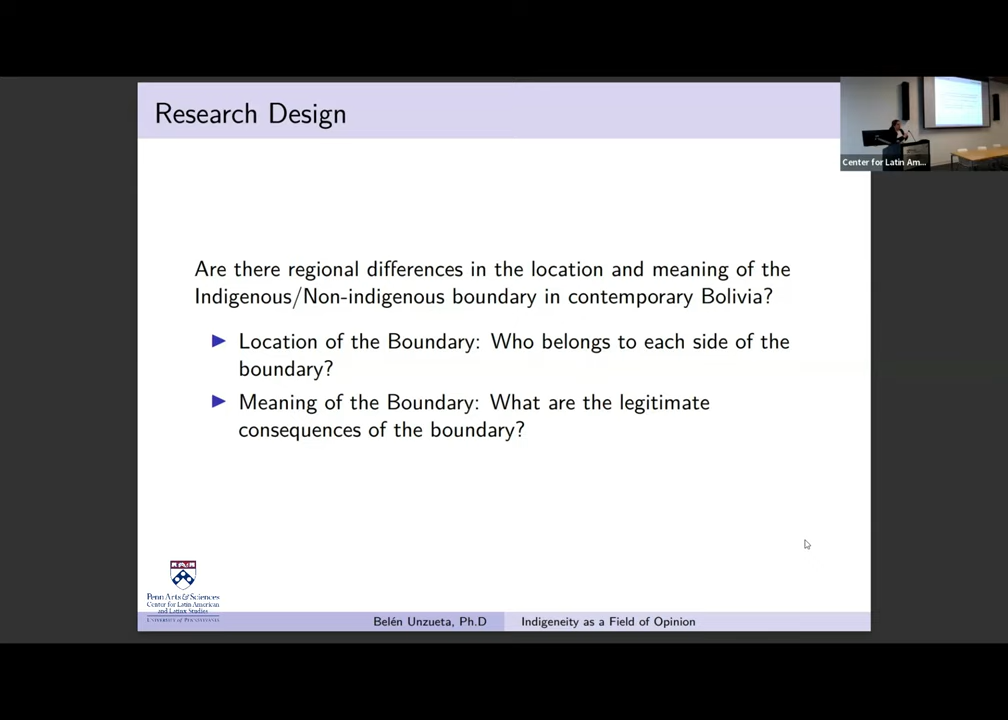 Research Design
Center for Latin Am...
Are there regional differences in the location and meaning of the
Indigenous/Non-indigenous boundary in contemporary Bolivia?
Location of the Boundary: Who belongs to each side of the
boundary?
Meaning of the Boundary: What are the legitimate
consequences of the boundary?
Penn Arts & Sciences
Center for Latin American
and Latinx Studies
UNIVERSITY of PENNSYLVANIA
Belén Unzueta, Ph.D
Indigeneity as a Field of Opinion